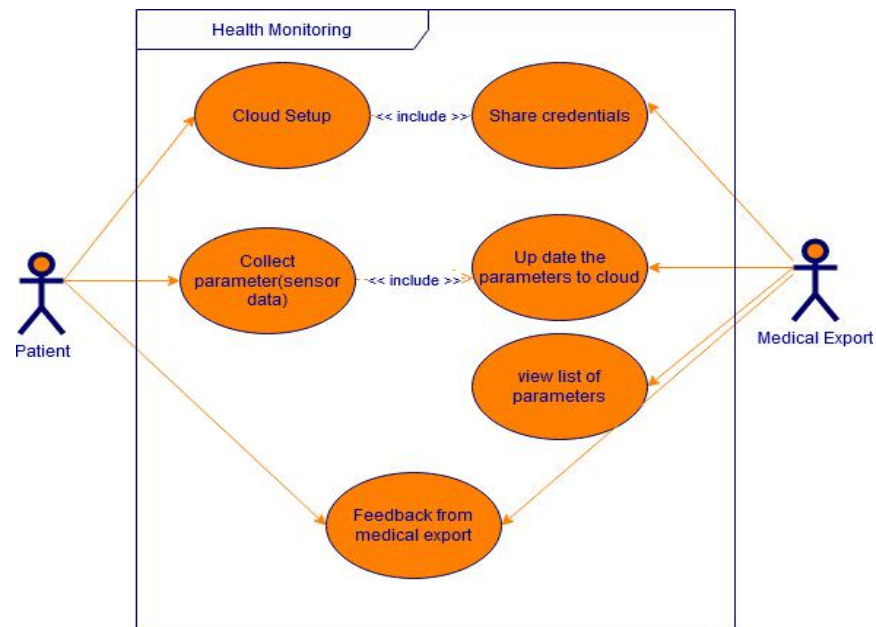 Health Monitoring
Cloud Setup
<< include >>
Share credentials
Collect
parameter(sensor
data)
<< include >>
Up date the
parameters to cloud
Patient
Medical Export
view list of
parameters
Feedback from
medical export